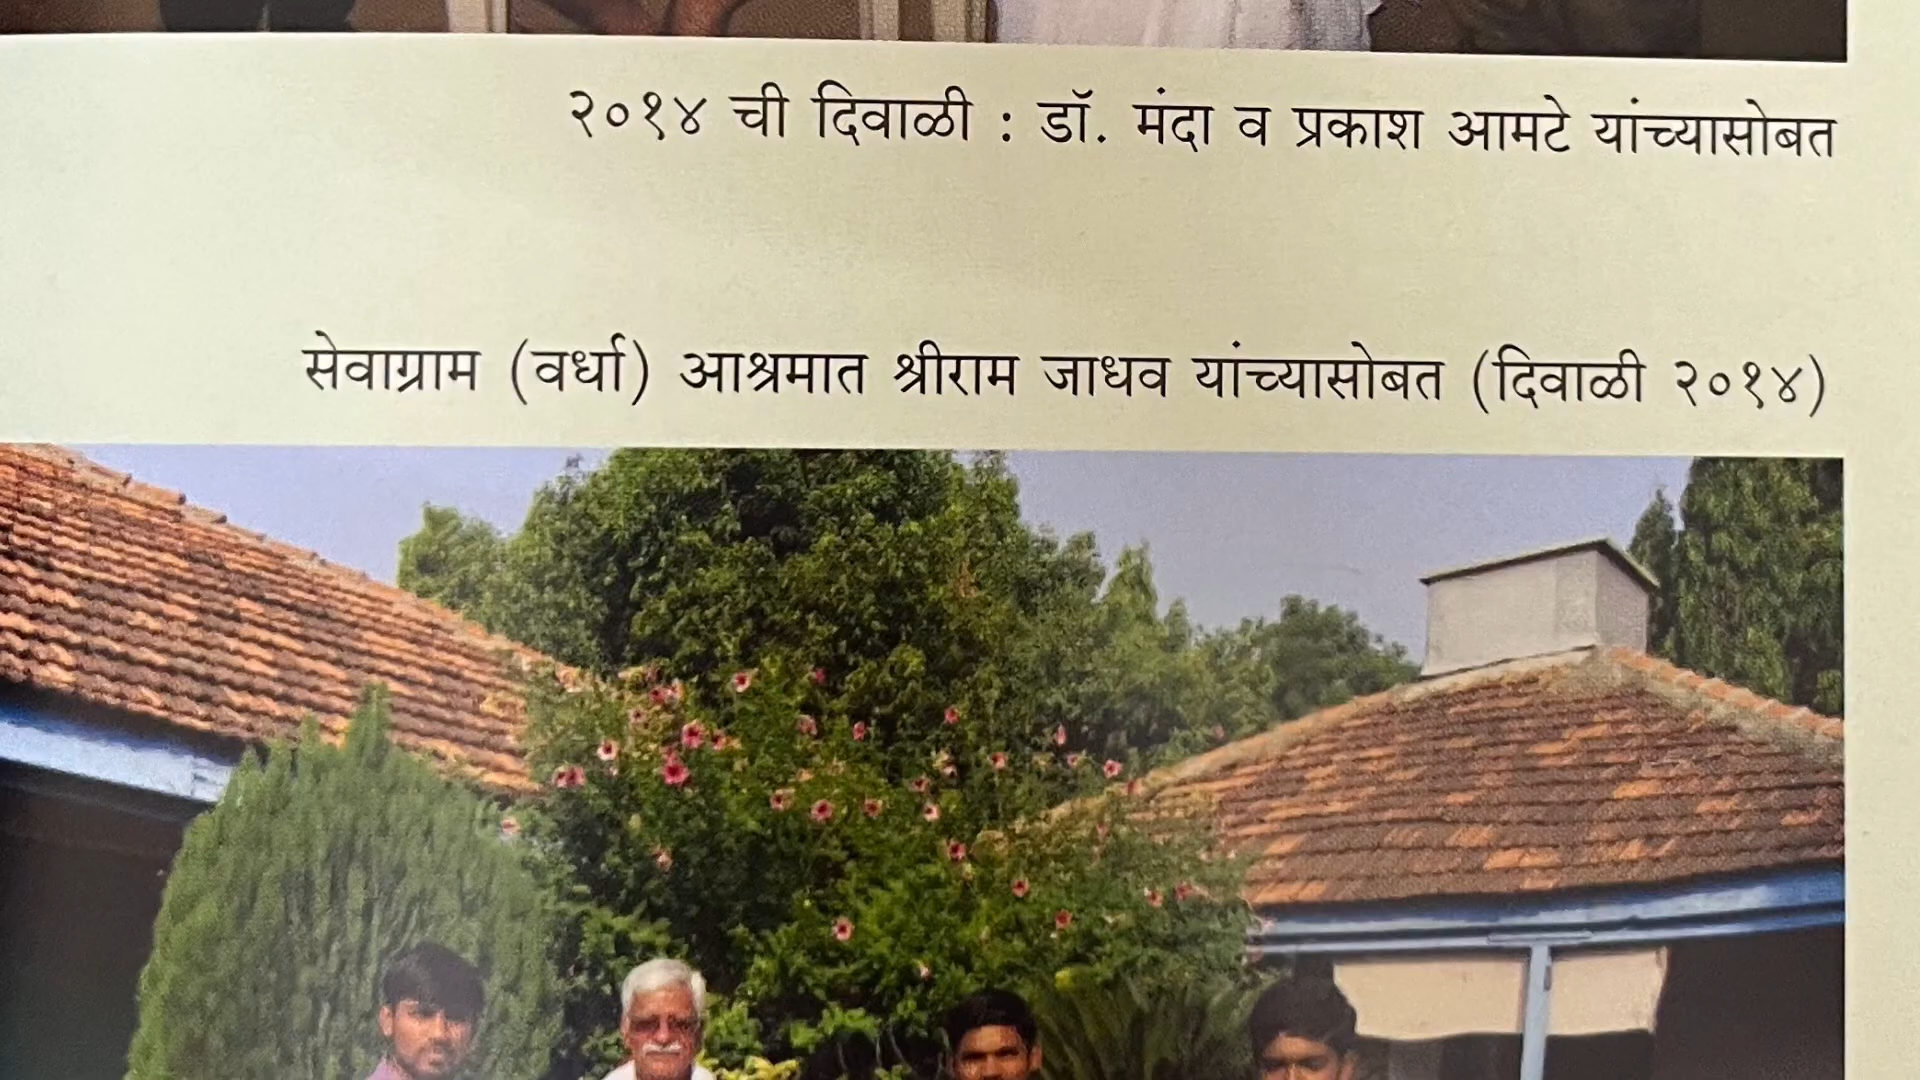 २०१४ ची दिवाळी : डॉ. मंदा व प्रकाश आमटे यांच्यासोबत
सेवाग्राम (वर्धा) आश्रमात श्रीराम जाधव यांच्यासोबत (दिवाळी २०१४)